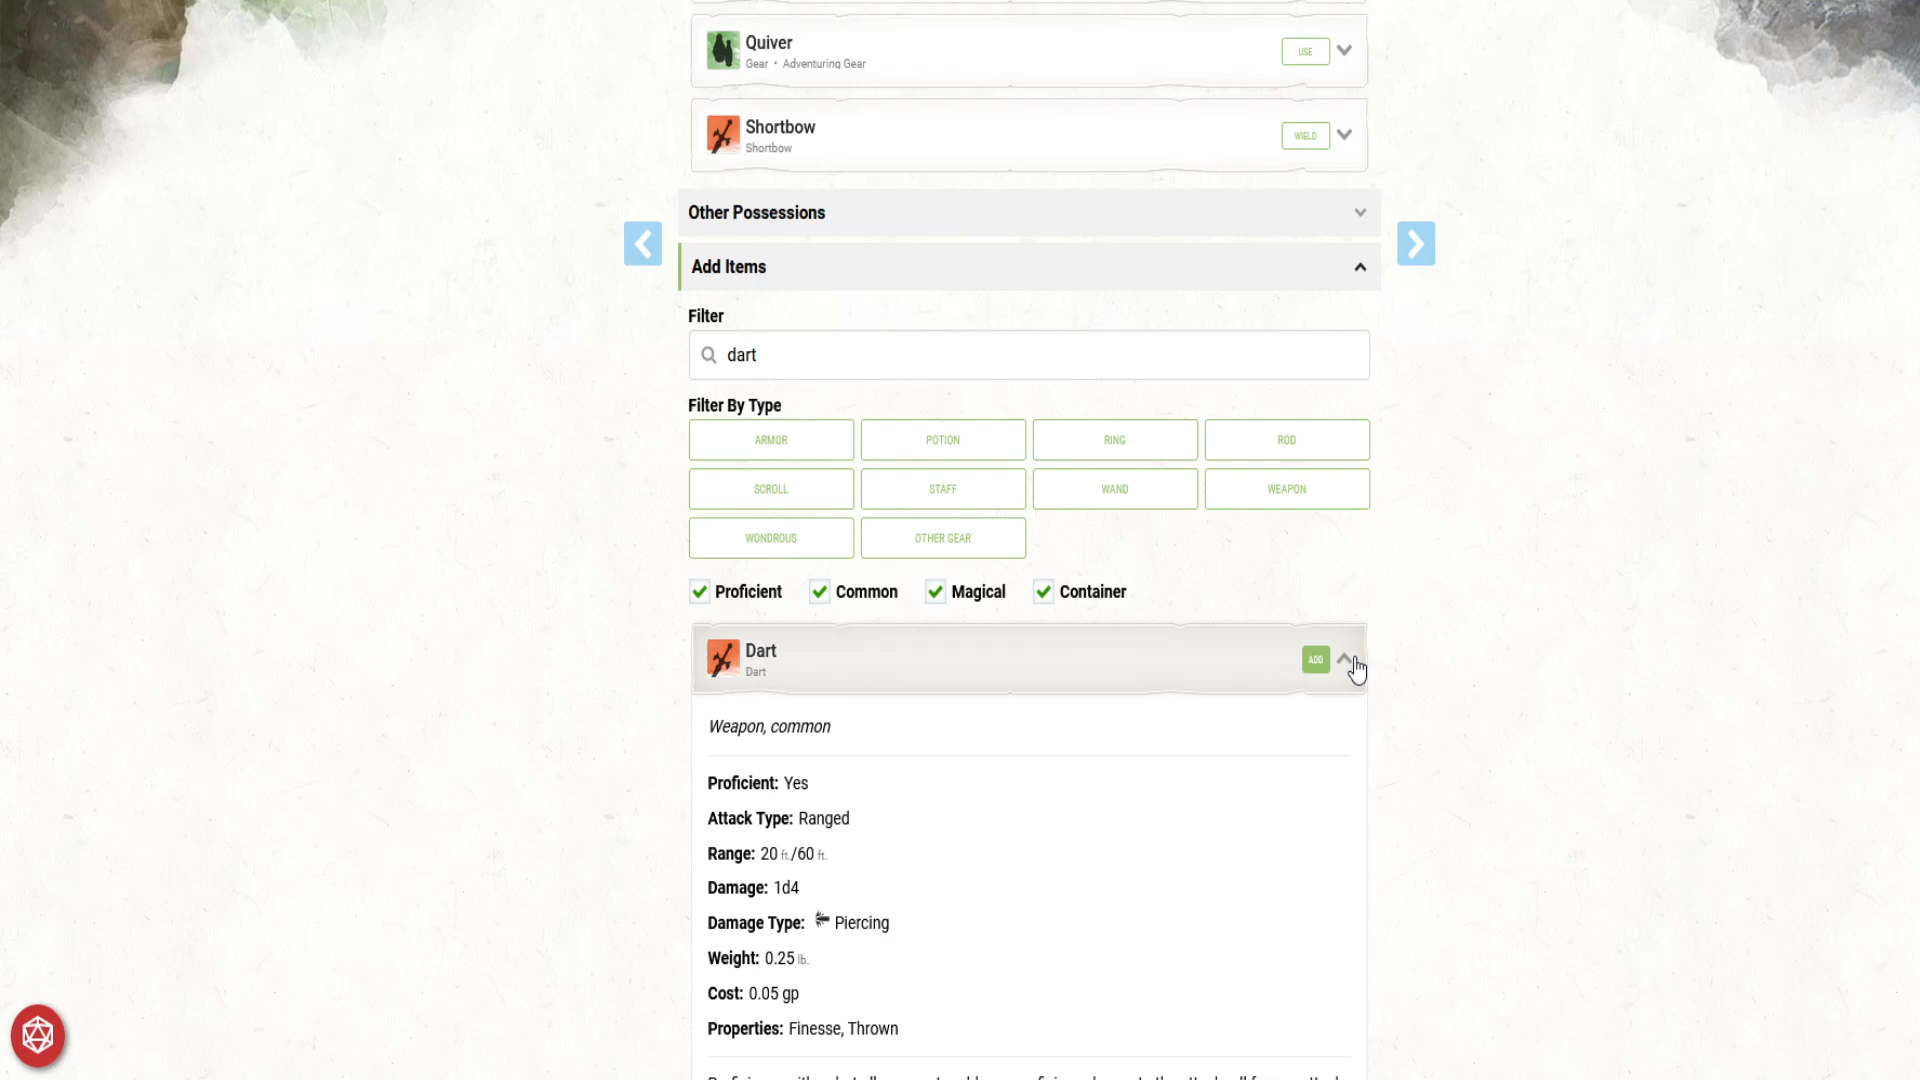 Quiver
Gear • Adventuring Gear
USE
Shortbow
Shortbow
WIELD
Other Possessions
Add Items
Filter
dart
Filter By Type
ARMOR POTION RING ROD
SCROLL STAFF WAND WEAPON
WONDROUS OTHER GEAR
Proficient Common Magical Container
Dart
Dart
ADD
Weapon, common
Proficient: Yes
Attack Type: Ranged
Range: 20 ft./60 ft.
Damage: 1d4
Damage Type: Piercing
Weight: 0.25 lb.
Cost: 0.05 gp
Properties: Finesse, Thrown